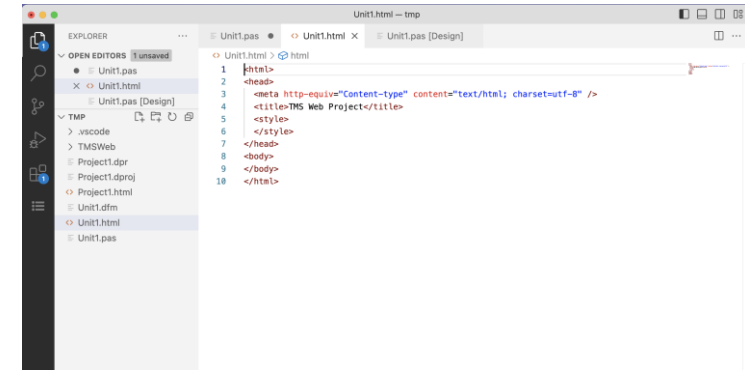 Unit1.html — tmp
EXPLORER
OPEN EDITORS 1 unsaved
Unit1.pas
Unit1.html
Unit1.pas [Design]
TMP
.vscode
TMSWeb
Project1.dpr
Project1.dproj
Project1.html
Unit1.dfm
Unit1.html
Unit1.pas
Unit1.pas
Unit1.html
Unit1.pas [Design]
Unit1.html > html
1 <html>
2 <head>
3 <meta http-equiv="Content-type" content="text/html; charset=utf-8" />
4 <title>TMS Web Project</title>
5 <style>
6 </style>
7 </head>
8 <body>
9 </body>
10 </html>
1
1